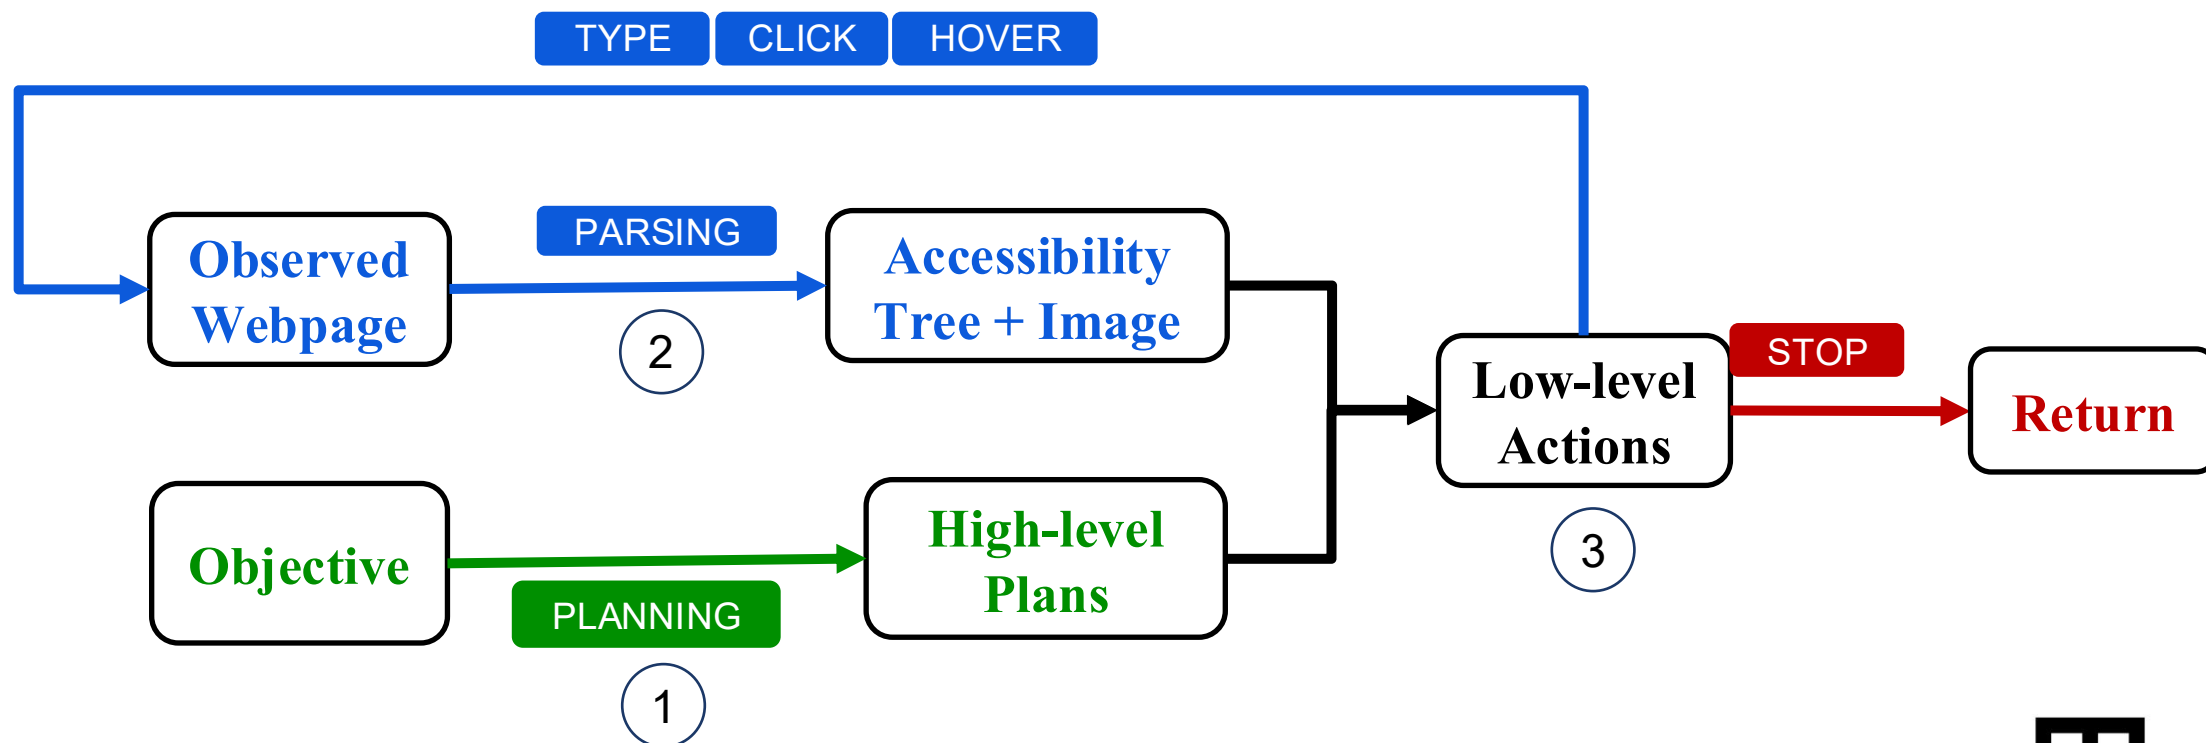 TYPE CLICK HOVER
PARSING
Observed
Webpage
Accessibility
Tree + Image
2
STOP
Low-level
Actions
Return
3
Objective
High-level
Plans
PLANNING
1